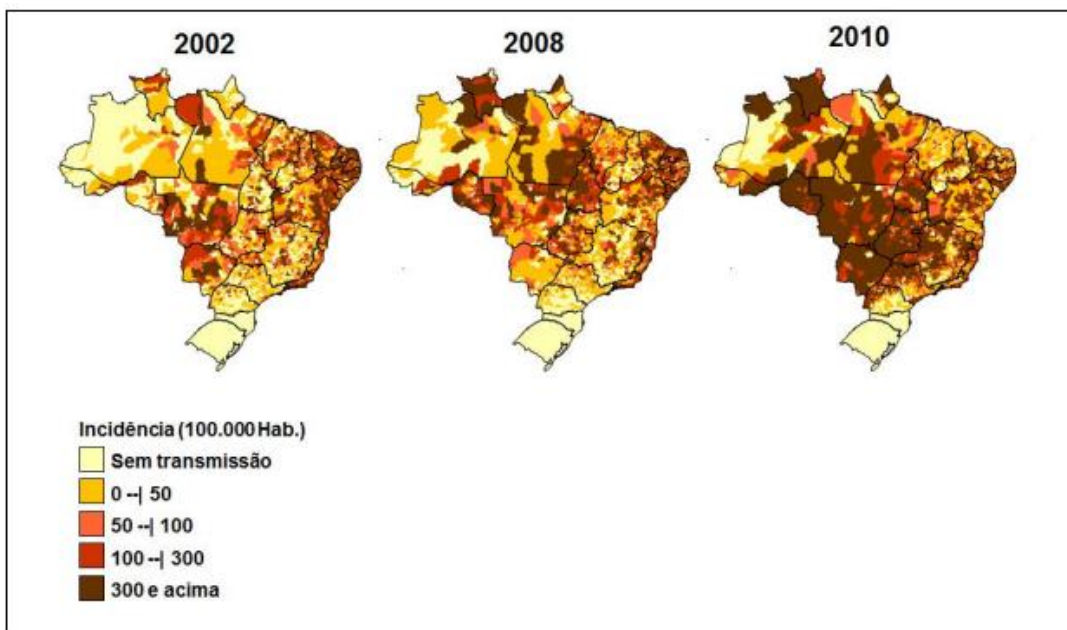 2002
2008
2010
Incidência (100.000 Hab.)
Sem transmissão
0 --| 50
50 --| 100
100 --| 300
300 e acima